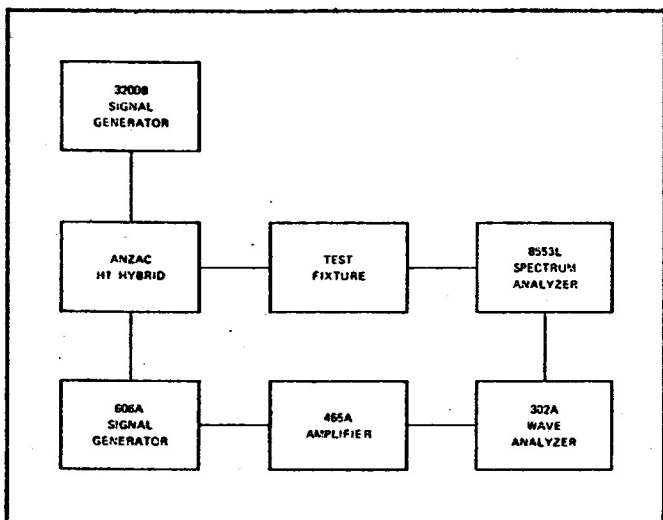 3200B
SIGNAL
GENERATOR
ANZAC
HT HYBRID
TEST
FIXTURE
8553L
SPECTRUM
ANALYZER
606A
SIGNAL
GENERATOR
465A
AMPLIFIER
302A
WAVE
ANALYZER